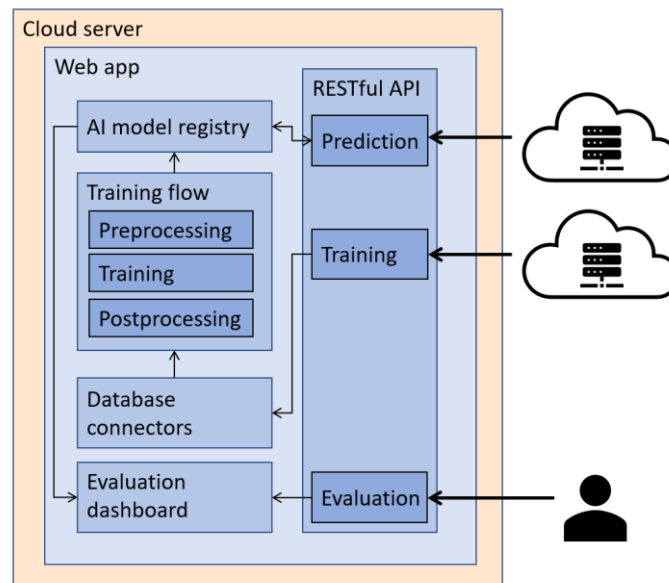 Cloud server
Web app
RESTful API
AI model registry
Prediction
Training flow
Preprocessing
Training
Postprocessing
Training
Database
connectors
Evaluation
dashboard
Evaluation